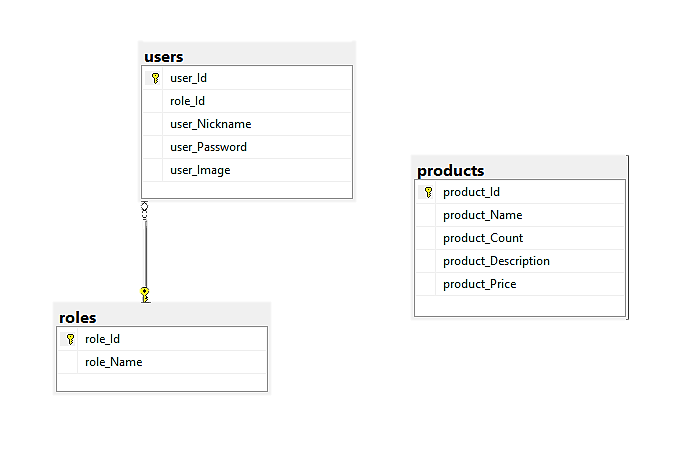 users
user_Id
role_Id
user_Nickname
user_Password
user_Image
products
product_Id
product_Name
product_Count
product_Description
product_Price
roles
role_Id
role_Name